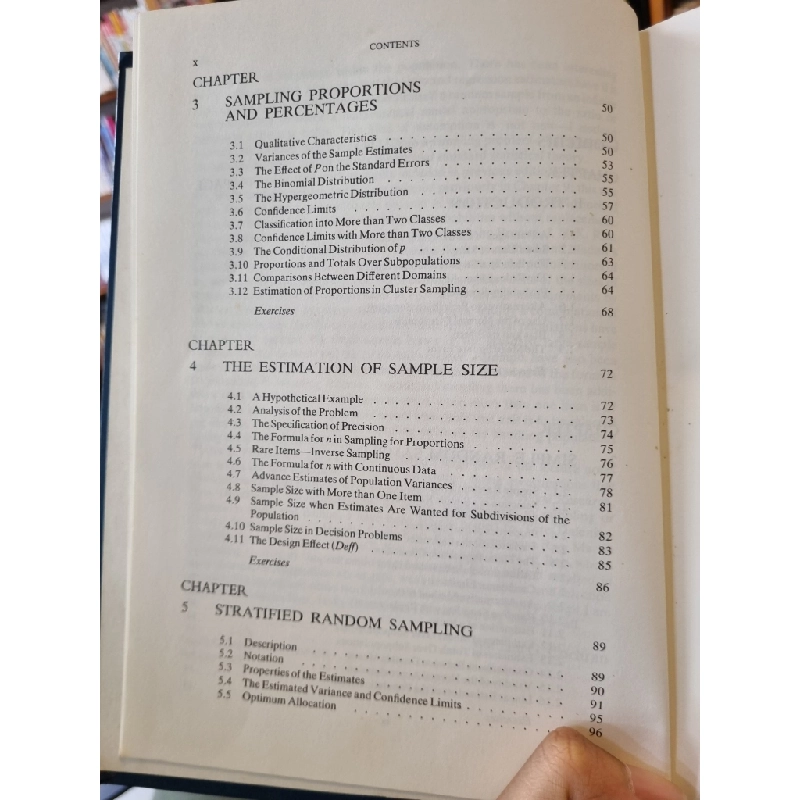 x
CONTENTS
CHAPTER
3 SAMPLING PROPORTIONS
AND PERCENTAGES 50
3.1 Qualitative Characteristics 50
3.2 Variances of the Sample Estimates 50
3.3 The Effect of P on the Standard Errors 53
3.4 The Binomial Distribution 55
3.5 The Hypergeometric Distribution 55
3.6 Confidence Limits 57
3.7 Classification into More than Two Classes 60
3.8 Confidence Limits with More than Two Classes 60
3.9 The Conditional Distribution of p 61
3.10 Proportions and Totals Over Subpopulations 63
3.11 Comparisons Between Different Domains 64
3.12 Estimation of Proportions in Cluster Sampling 64
Exercises 68
CHAPTER
4 THE ESTIMATION OF SAMPLE SIZE 72
4.1 A Hypothetical Example 72
4.2 Analysis of the Problem 73
4.3 The Specification of Precision 74
4.4 The Formula for n in Sampling for Proportions 75
4.5 Rare Items—Inverse Sampling 76
4.6 The Formula for n with Continuous Data 77
4.7 Advance Estimates of Population Variances 78
4.8 Sample Size with More than One Item 81
4.9 Sample Size when Estimates Are Wanted for Subdivisions of the
Population 82
4.10 Sample Size in Decision Problems 83
4.11 The Design Effect (Deff) 85
Exercises 86
CHAPTER
5 STRATIFIED RANDOM SAMPLING 89
5.1 Description 89
5.2 Notation 90
5.3 Properties of the Estimates 91
5.4 The Estimated Variance and Confidence Limits 95
5.5 Optimum Allocation 96